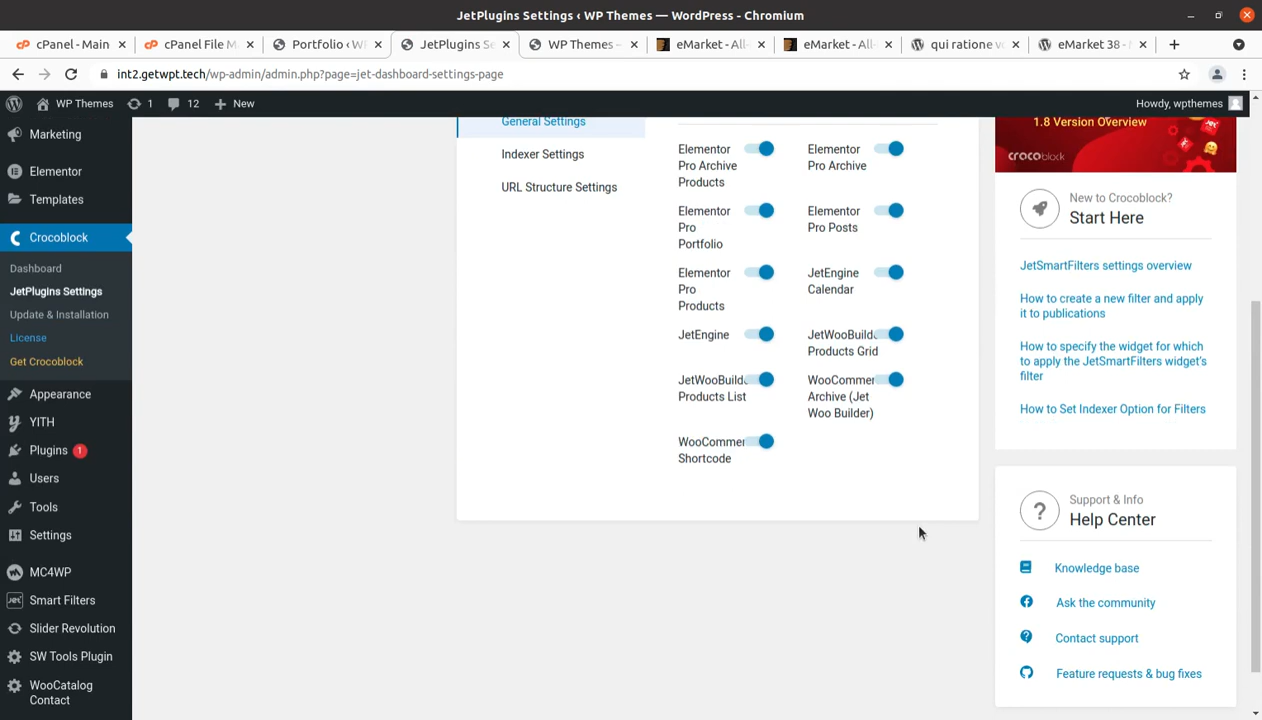 JetPlugins Settings ‹ WP Themes — WordPress - Chromium
cPanel - Main
cPanel File M
Portfolio ‹ W
JetPlugins Se
WP Themes –
eMarket - All-
eMarket - All-
qui ratione v
eMarket 38 -
int2.getwpt.tech/wp-admin/admin.php?page=jet-dashboard-settings-page
WP Themes
1
12
New
Howdy, wpthemes
Marketing
Elementor
Templates
Crocoblock
Dashboard
JetPlugins Settings
Update & Installation
License
Get Crocoblock
Appearance
YITH
Plugins 1
Users
Tools
Settings
MC4WP
Smart Filters
Slider Revolution
SW Tools Plugin
WooCatalog
Contact
General Settings
Indexer Settings
URL Structure Settings
Elementor
Pro Archive
Products
Elementor
Pro Archive
Elementor
Pro
Portfolio
Elementor
Pro Posts
Elementor
Pro
Products
JetEngine
Calendar
JetEngine
JetWooBuilde
Products Grid
JetWooBuilde
Products List
WooCommer
Archive (Jet
Woo Builder)
WooCommer
Shortcode
1.8 Version Overview
crocoblock
New to Crocoblock?
Start Here
JetSmartFilters settings overview
How to create a new filter and apply
it to publications
How to specify the widget for which
to apply the JetSmartFilters widget's
filter
How to Set Indexer Option for Filters
Support & Info
Help Center
Knowledge base
Ask the community
Contact support
Feature requests & bug fixes